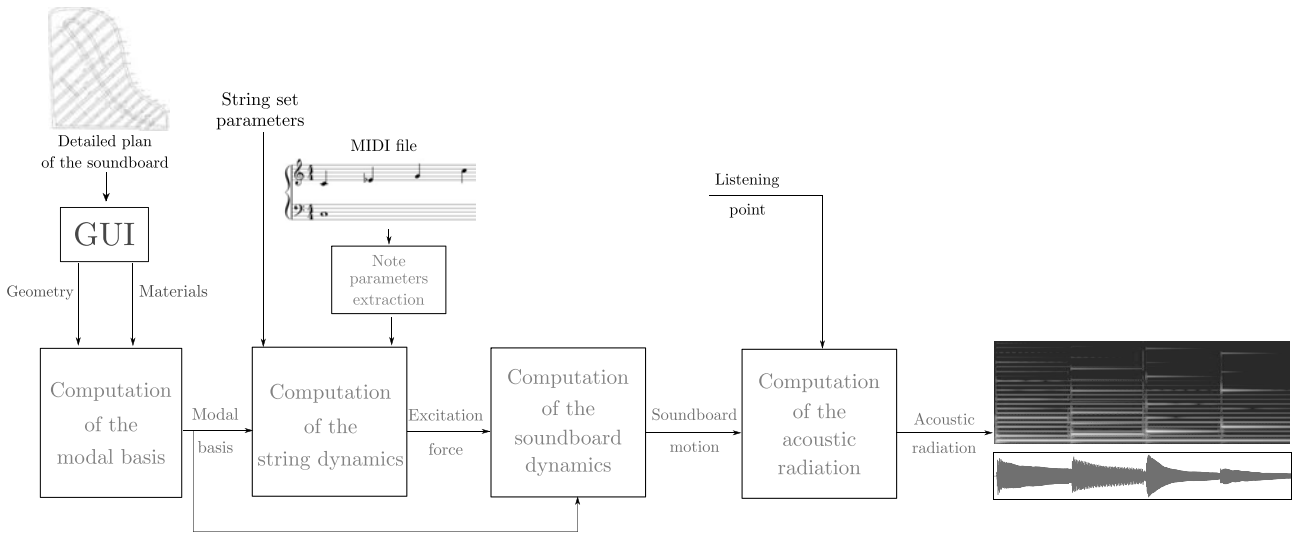 Detailed plan
of the soundboard
String set
parameters
MIDI file
GUI
Geometry
Materials
Note
parameters
extraction
Listening
point
Computation
of the
modal basis
Modal
basis
Computation
of the
string dynamics
Excitation
force
Computation
of the
soundboard
dynamics
Soundboard
motion
Computation
of the
acoustic
radiation
Acoustic
radiation